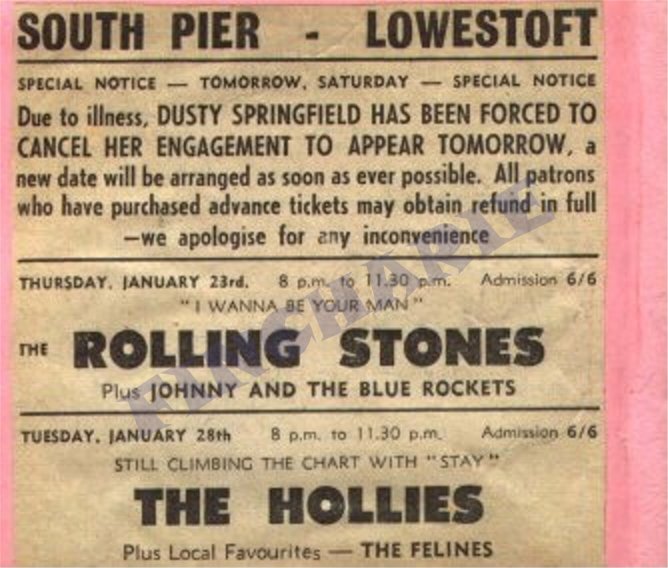 SOUTH PIER - LOWESTOFT
SPECIAL NOTICE — TOMORROW, SATURDAY — SPECIAL NOTICE
Due to illness, DUSTY SPRINGFIELD HAS BEEN FORCED TO
CANCEL HER ENGAGEMENT TO APPEAR TOMORROW, a
new date will be arranged as soon as ever possible. All patrons
who have purchased advance tickets may obtain refund in full
—we apologise for any inconvenience
THURSDAY, JANUARY 23rd. 8 p.m. to 11.30 p.m. Admission 6/6
"I WANNA BE YOUR MAN"
THE ROLLING STONES
Plus JOHNNY AND THE BLUE ROCKETS
TUESDAY, JANUARY 28th 8 p.m. to 11.30 p.m. Admission 6/6
STILL CLIMBING THE CHART WITH "STAY"
THE HOLLIES
Plus Local Favourites — THE FELINES